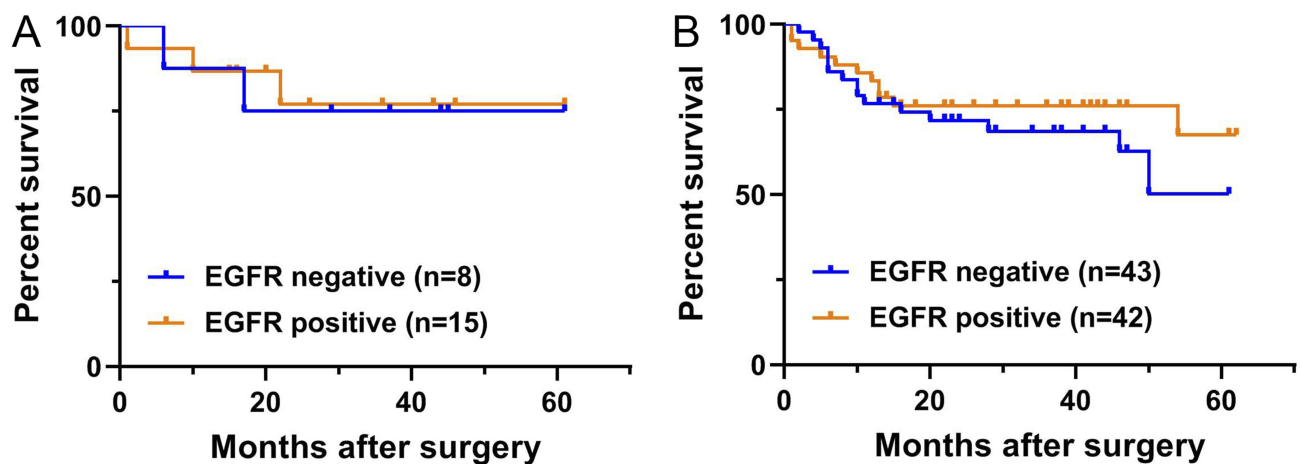 A
Percent survival
100
50
0
EGFR negative (n=8)
EGFR positive (n=15)
0 20 40 60
Months after surgery
B
Percent survival
100
50
0
EGFR negative (n=43)
EGFR positive (n=42)
0 20 40 60
Months after surgery